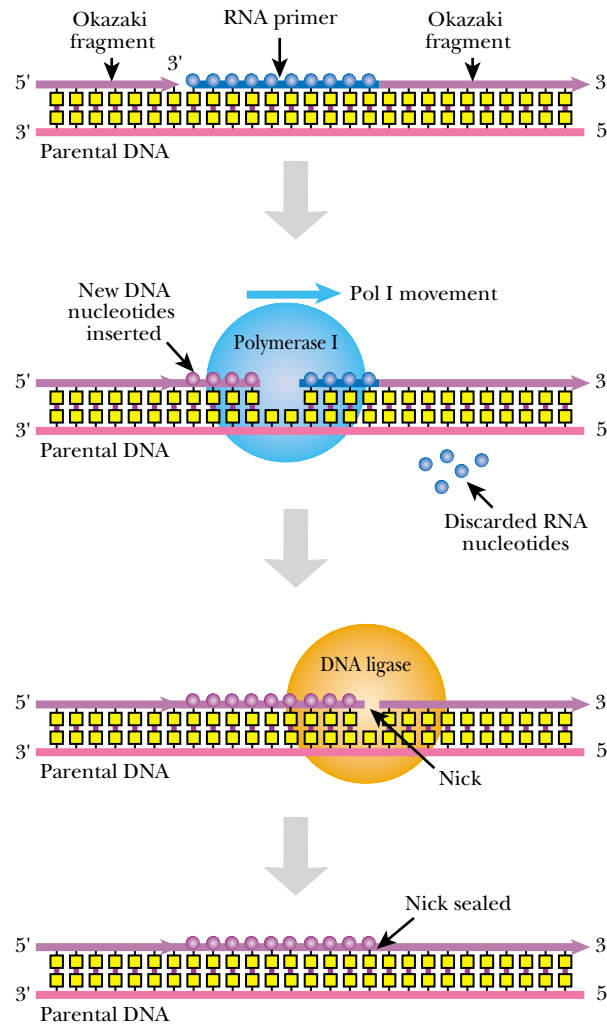 Okazaki
fragment
RNA primer
Okazaki
fragment
3'
5'
3
3'
5
Parental DNA
Pol I movement
New DNA
nucleotides
inserted
Polymerase I
5'
3
3'
5
Parental DNA
Discarded RNA
nucleotides
DNA ligase
5'
3
3'
5
Parental DNA
Nick
Nick sealed
5'
3
3'
5
Parental DNA